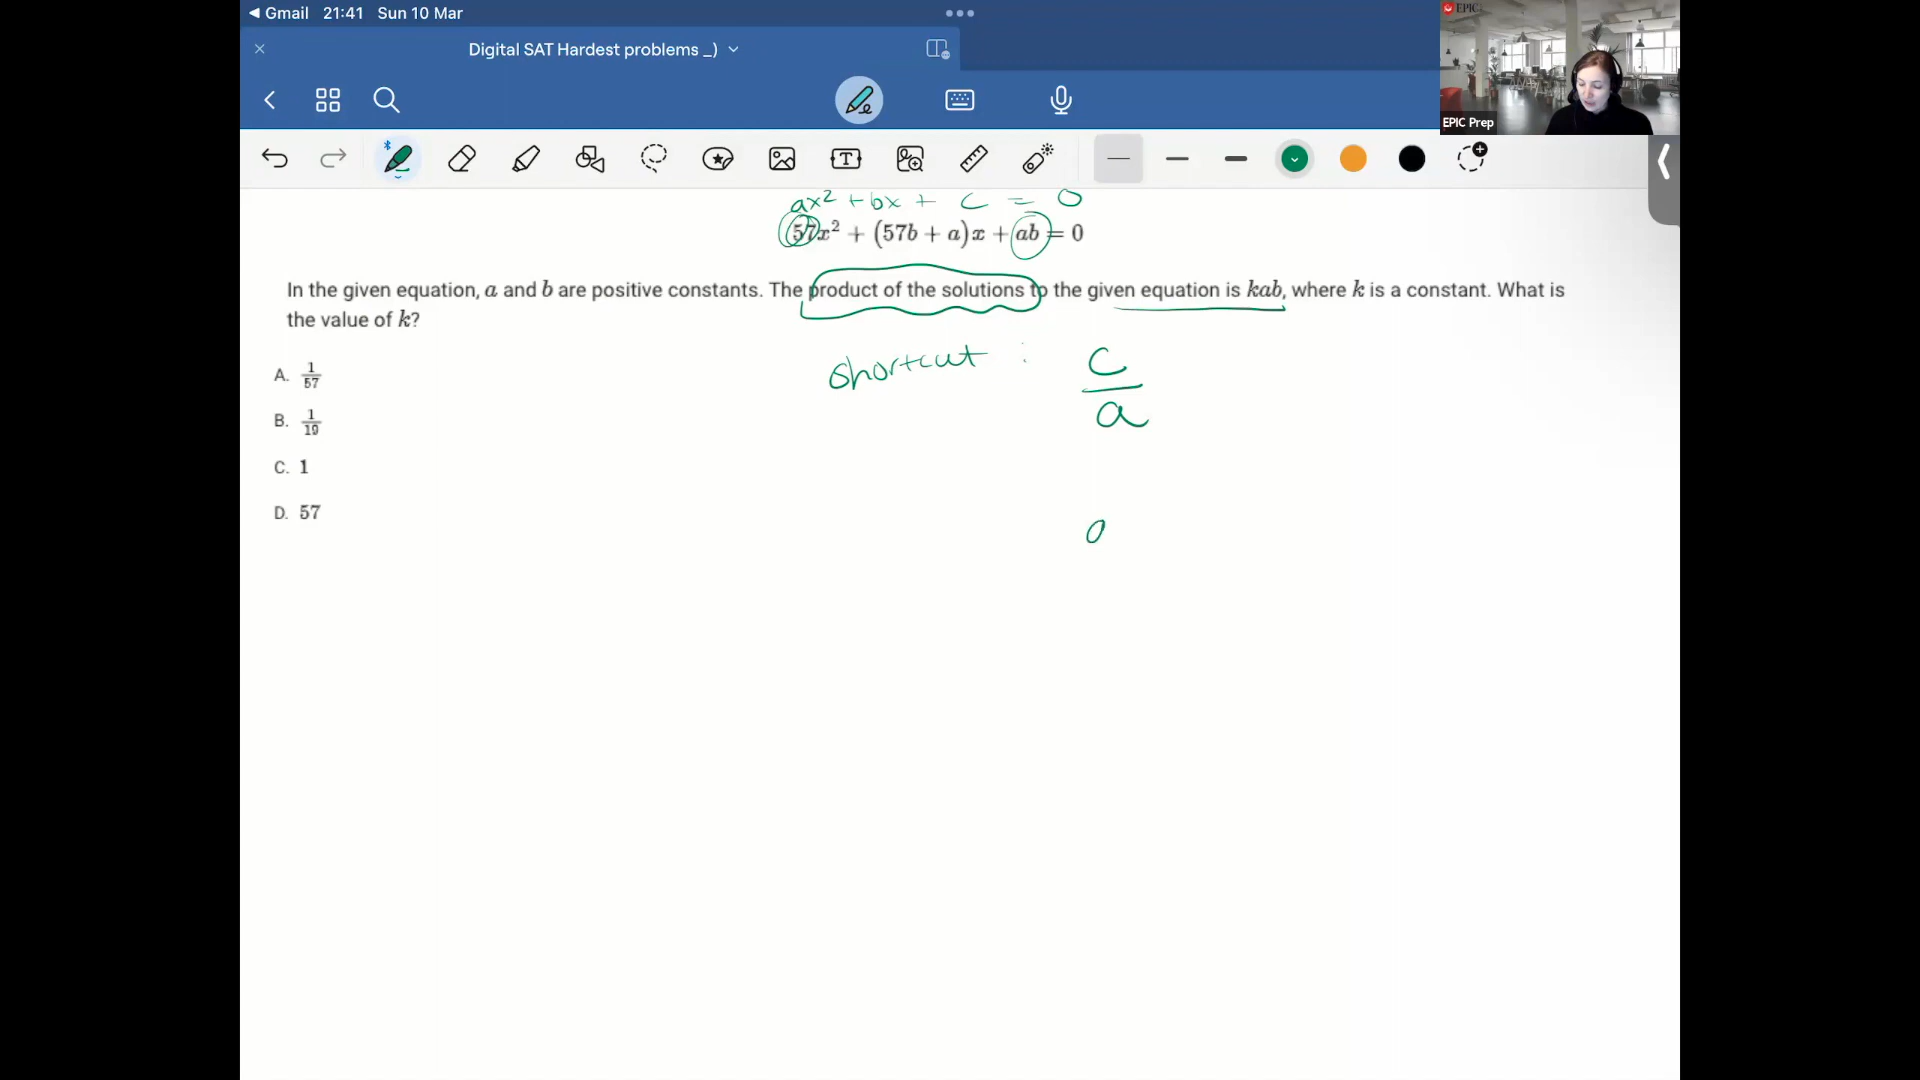 Gmail 21:41 Sun 10 Mar
EPIC
Digital SAT Hardest problems _)
EPIC Prep
ax² + bx + c = 0
57x² + (57b + a)x + ab = 0
In the given equation, a and b are positive constants. The product of the solutions to the given equation is kab, where k is a constant. What is
the value of k?
shortcut : c/a
A. 1/57
B. 1/19
C. 1
D. 57